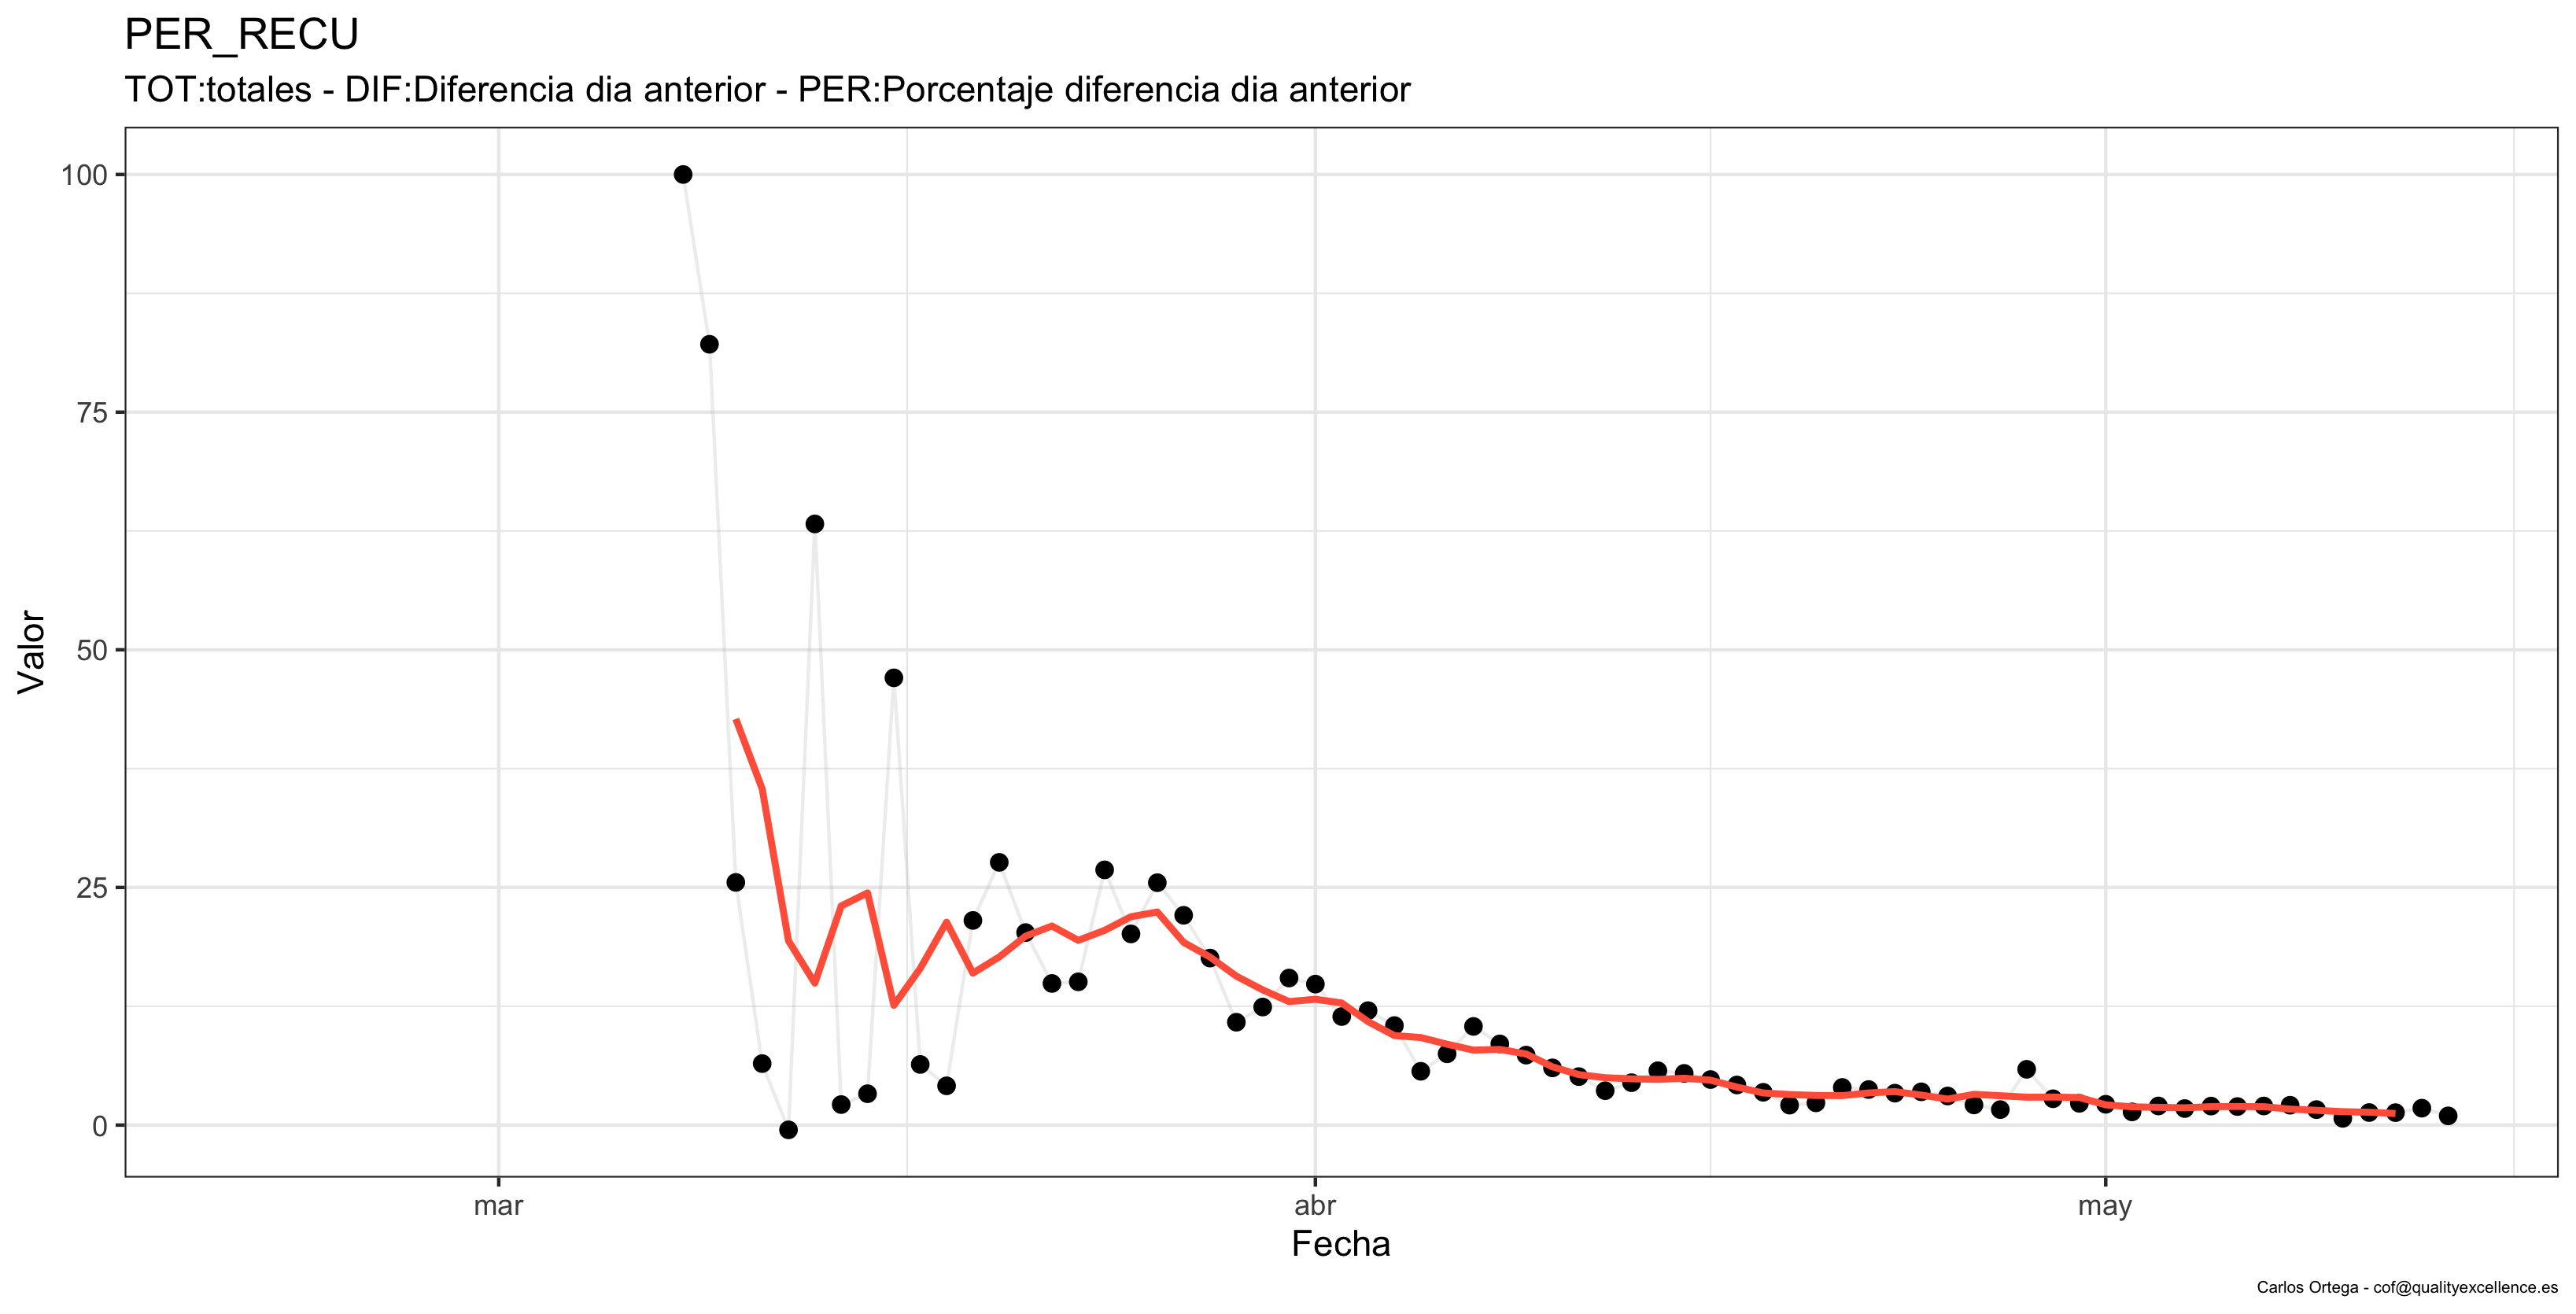 PER_RECU
TOT:totales - DIF:Diferencia dia anterior - PER:Porcentaje diferencia dia anterior
Valor
100
75
50
25
0
mar abr may
Fecha
Carlos Ortega - cof@qualityexcellence.es